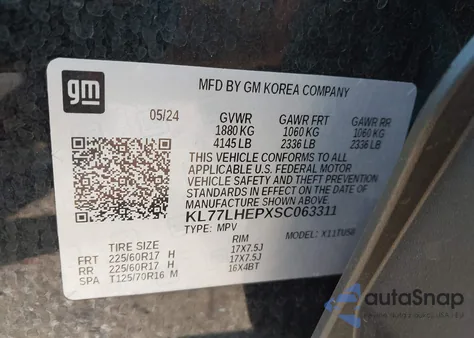 gm
MFD BY GM KOREA COMPANY
05/24 GVWR GAWR FRT GAWR RR
1880 KG 1060 KG 1060 KG
4145 LB 2336 LB 2336 LB
THIS VEHICLE CONFORMS TO ALL
APPLICABLE U.S. FEDERAL MOTOR
VEHICLE SAFETY AND THEFT PREVENTION
STANDARDS IN EFFECT ON THE DATE OF
MANUFACTURE SHOWN ABOVE.
KL77LHEPXSC063311
TYPE: MPV MODEL: X11TUS8
TIRE SIZE RIM
FRT 225/60R17 H 17X7.5J
RR 225/60R17 H 17X7.5J
SPA T125/70R16 M 16X4BT
autoSnap